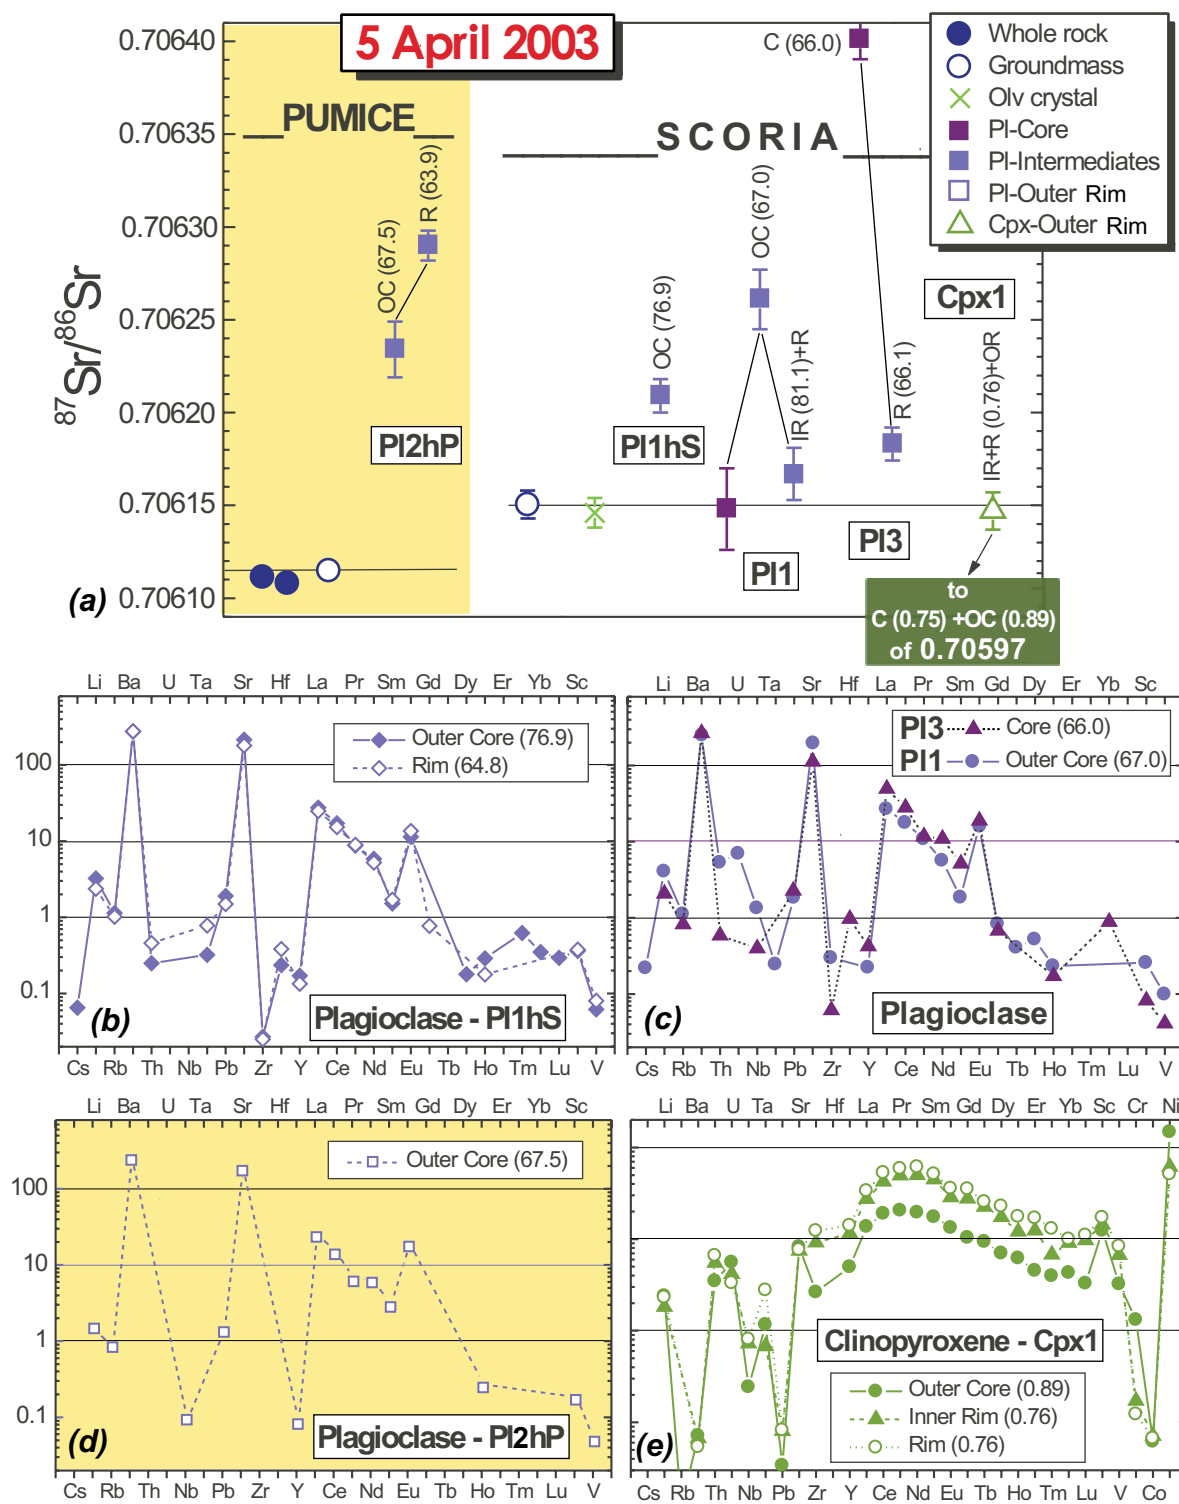 5 April 2003
0.70640
0.70635
0.70630
0.70625
0.70620
0.70615
0.70610
87Sr/86Sr
PUMICE
SCORIA
C (66.0)
Whole rock
Groundmass
Olv crystal
Pl-Core
Pl-Intermediates
Pl-Outer Rim
Cpx-Outer Rim
OC (67.5)
R (63.9)
OC (76.9)
OC (67.0)
IR (81.1)+R
R (66.1)
IR+R (0.76)+OR
Cpx1
Pl2hP
Pl1hS
Pl3
Pl1
(a)
to
C (0.75) +OC (0.89)
of 0.70597
Li Ba U Ta Sr Hf La Pr Sm Gd Dy Er Yb Sc
100
10
1
0.1
Outer Core (76.9)
Rim (64.8)
(b)
Plagioclase - Pl1hS
Cs Rb Th Nb Pb Zr Y Ce Nd Eu Tb Ho Tm Lu V
Li Ba U Ta Sr Hf La Pr Sm Gd Dy Er Yb Sc
Pl3 Core (66.0)
Pl1 Outer Core (67.0)
(c)
Plagioclase
Cs Rb Th Nb Pb Zr Y Ce Nd Eu Tb Ho Tm Lu V
Li Ba U Ta Sr Hf La Pr Sm Gd Dy Er Yb Sc
100
10
1
0.1
Outer Core (67.5)
(d)
Plagioclase - Pl2hP
Cs Rb Th Nb Pb Zr Y Ce Nd Eu Tb Ho Tm Lu V
Li Ba U Ta Sr Hf La Pr Sm Gd Dy Er Yb Sc Cr Ni
Clinopyroxene - Cpx1
Outer Core (0.89)
Inner Rim (0.76)
Rim (0.76)
(e)
Cs Rb Th Nb Pb Zr Y Ce Nd Eu Tb Ho Tm Lu V Co